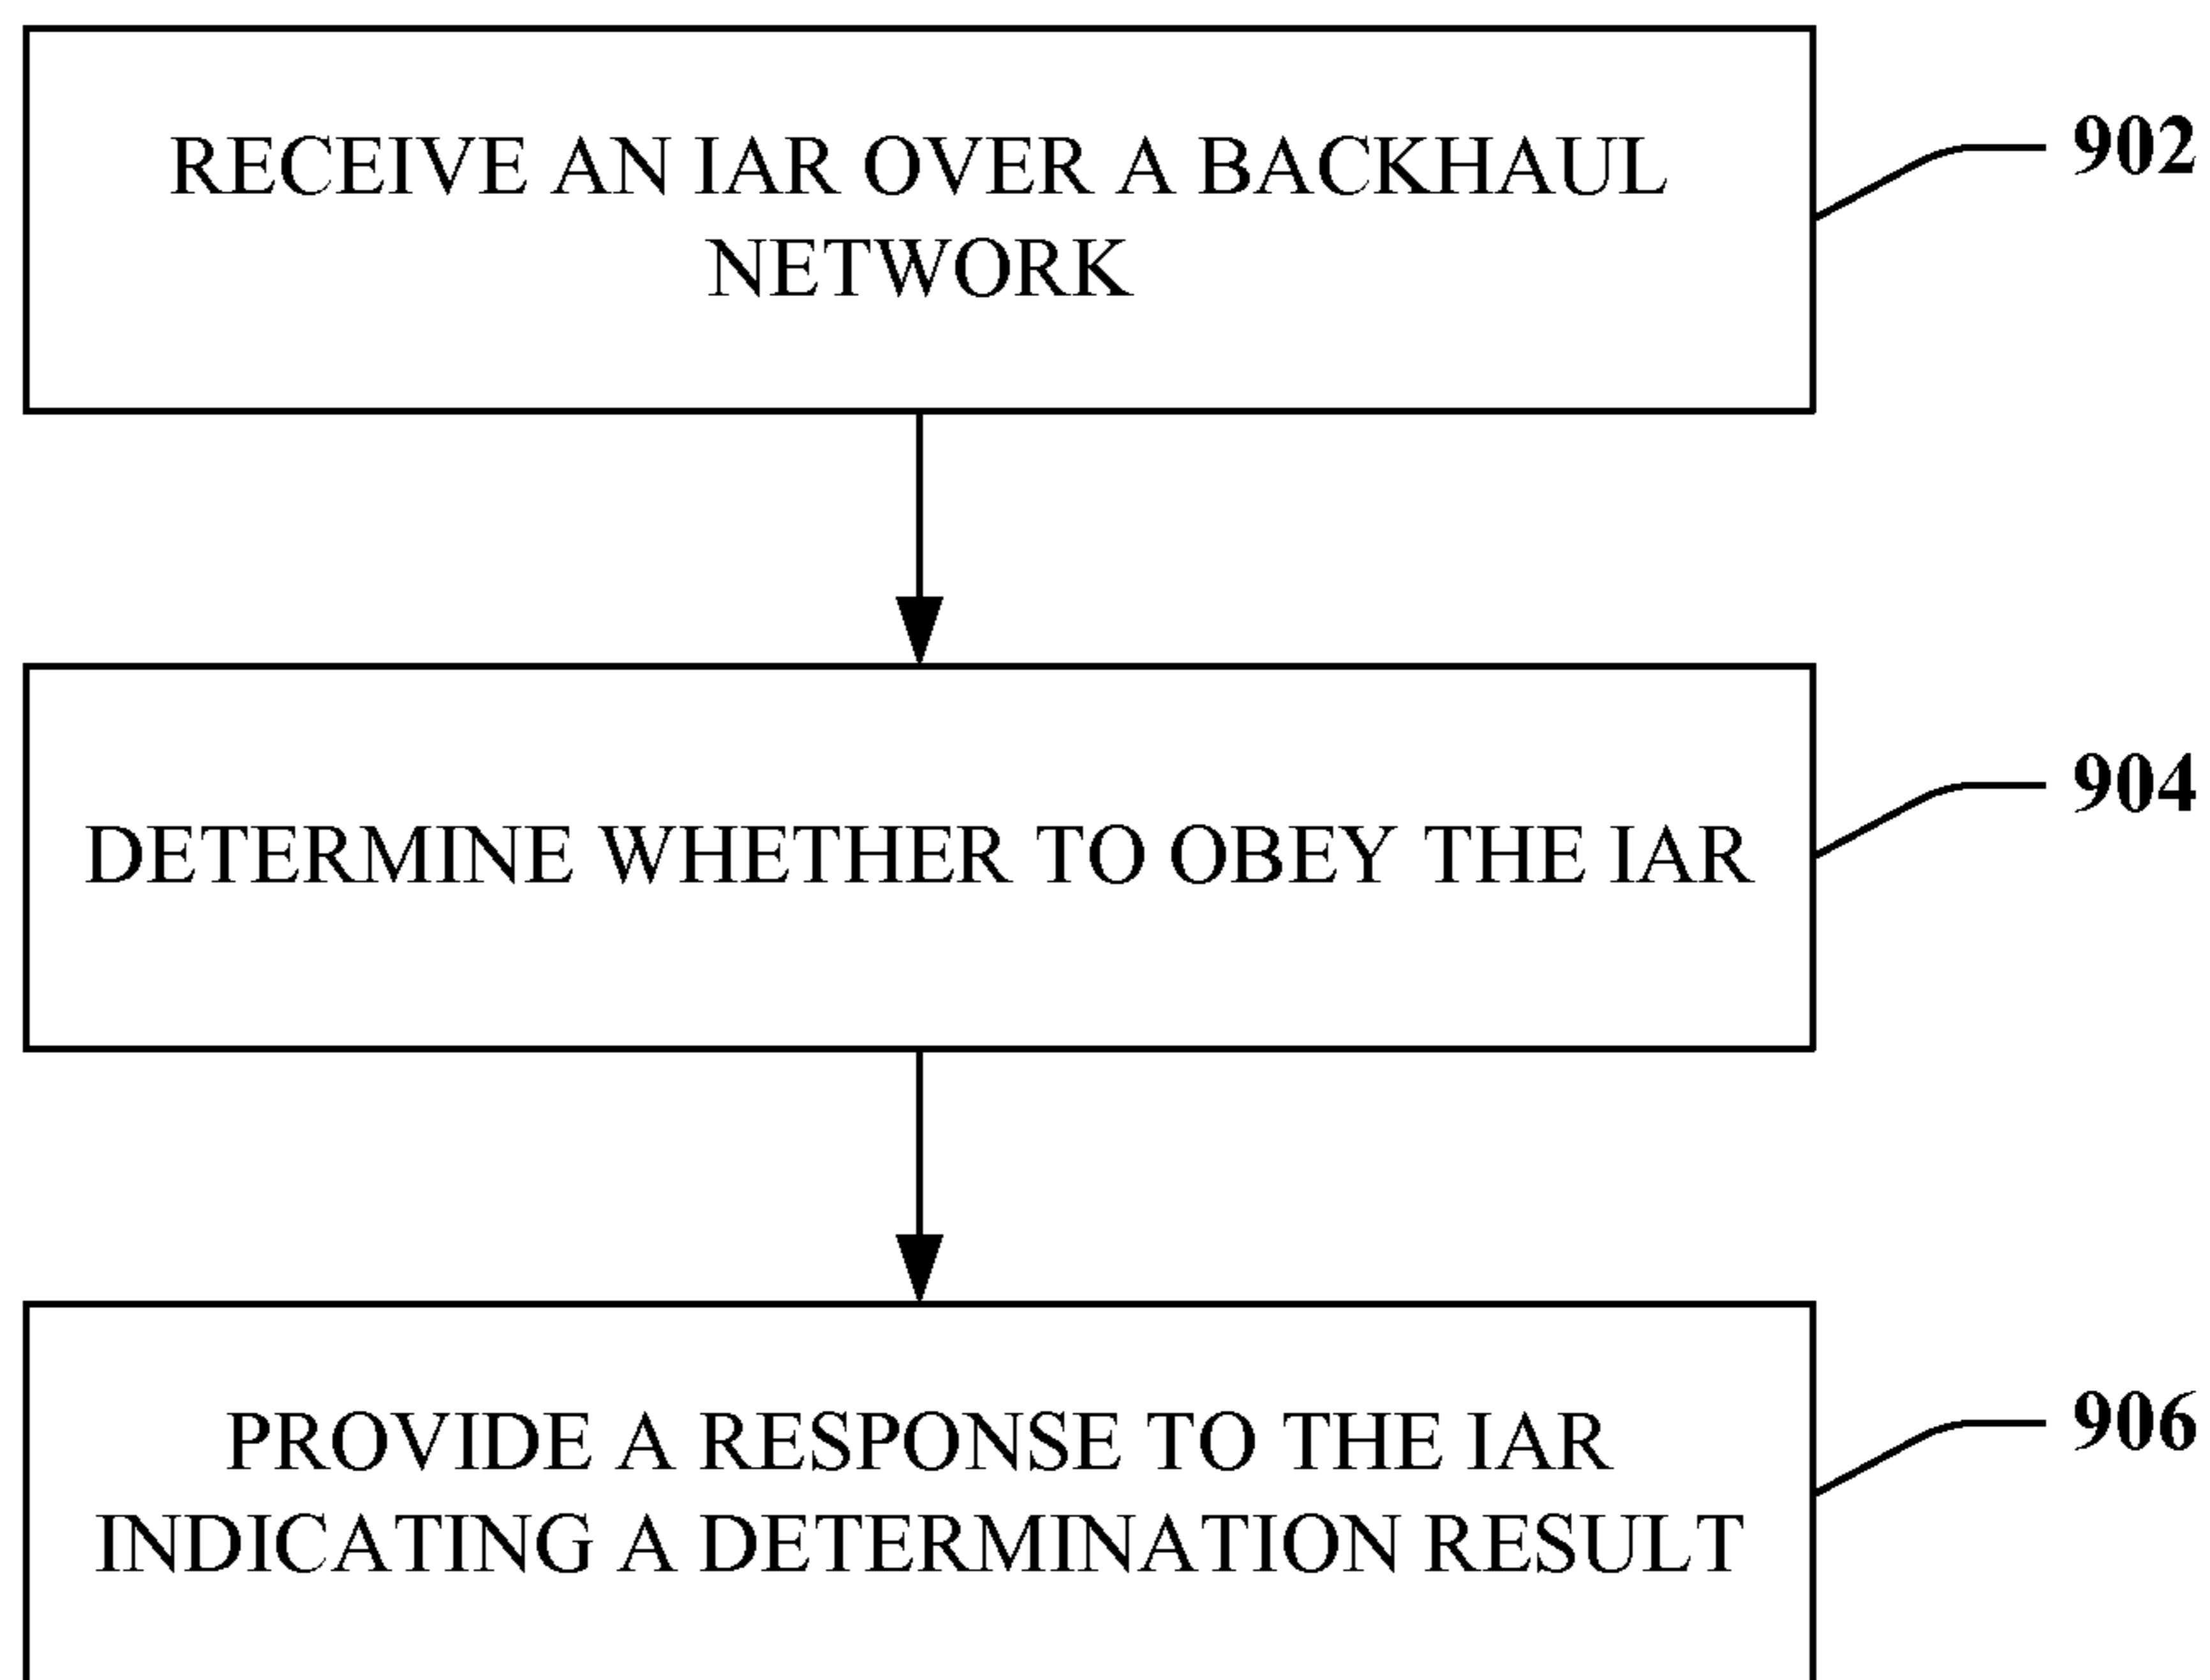 RECEIVE AN IAR OVER A BACKHAUL
NETWORK
902
DETERMINE WHETHER TO OBEY THE IAR
904
PROVIDE A RESPONSE TO THE IAR
INDICATING A DETERMINATION RESULT
906